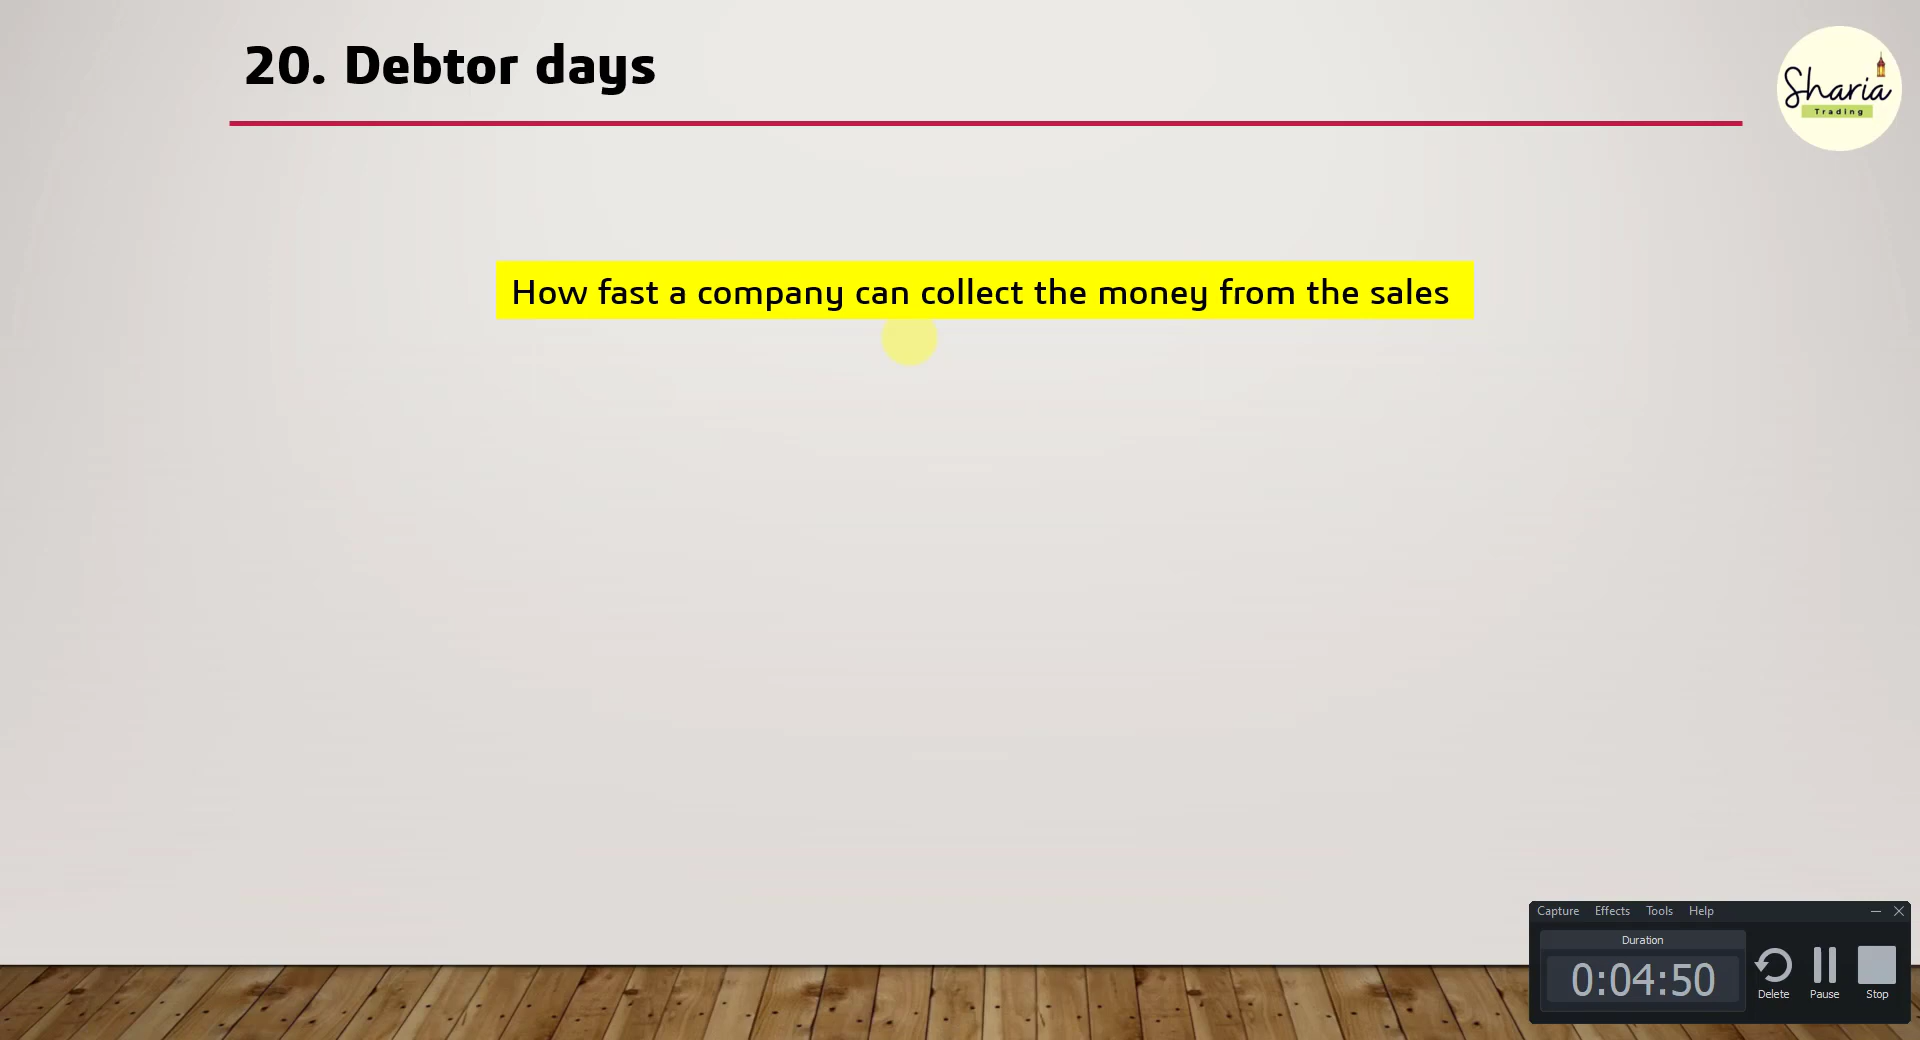 20. Debtor days
Sharia
Trading
How fast a company can collect the money from the sales
Capture Effects Tools Help
Duration
0:04:50
Delete Pause Stop